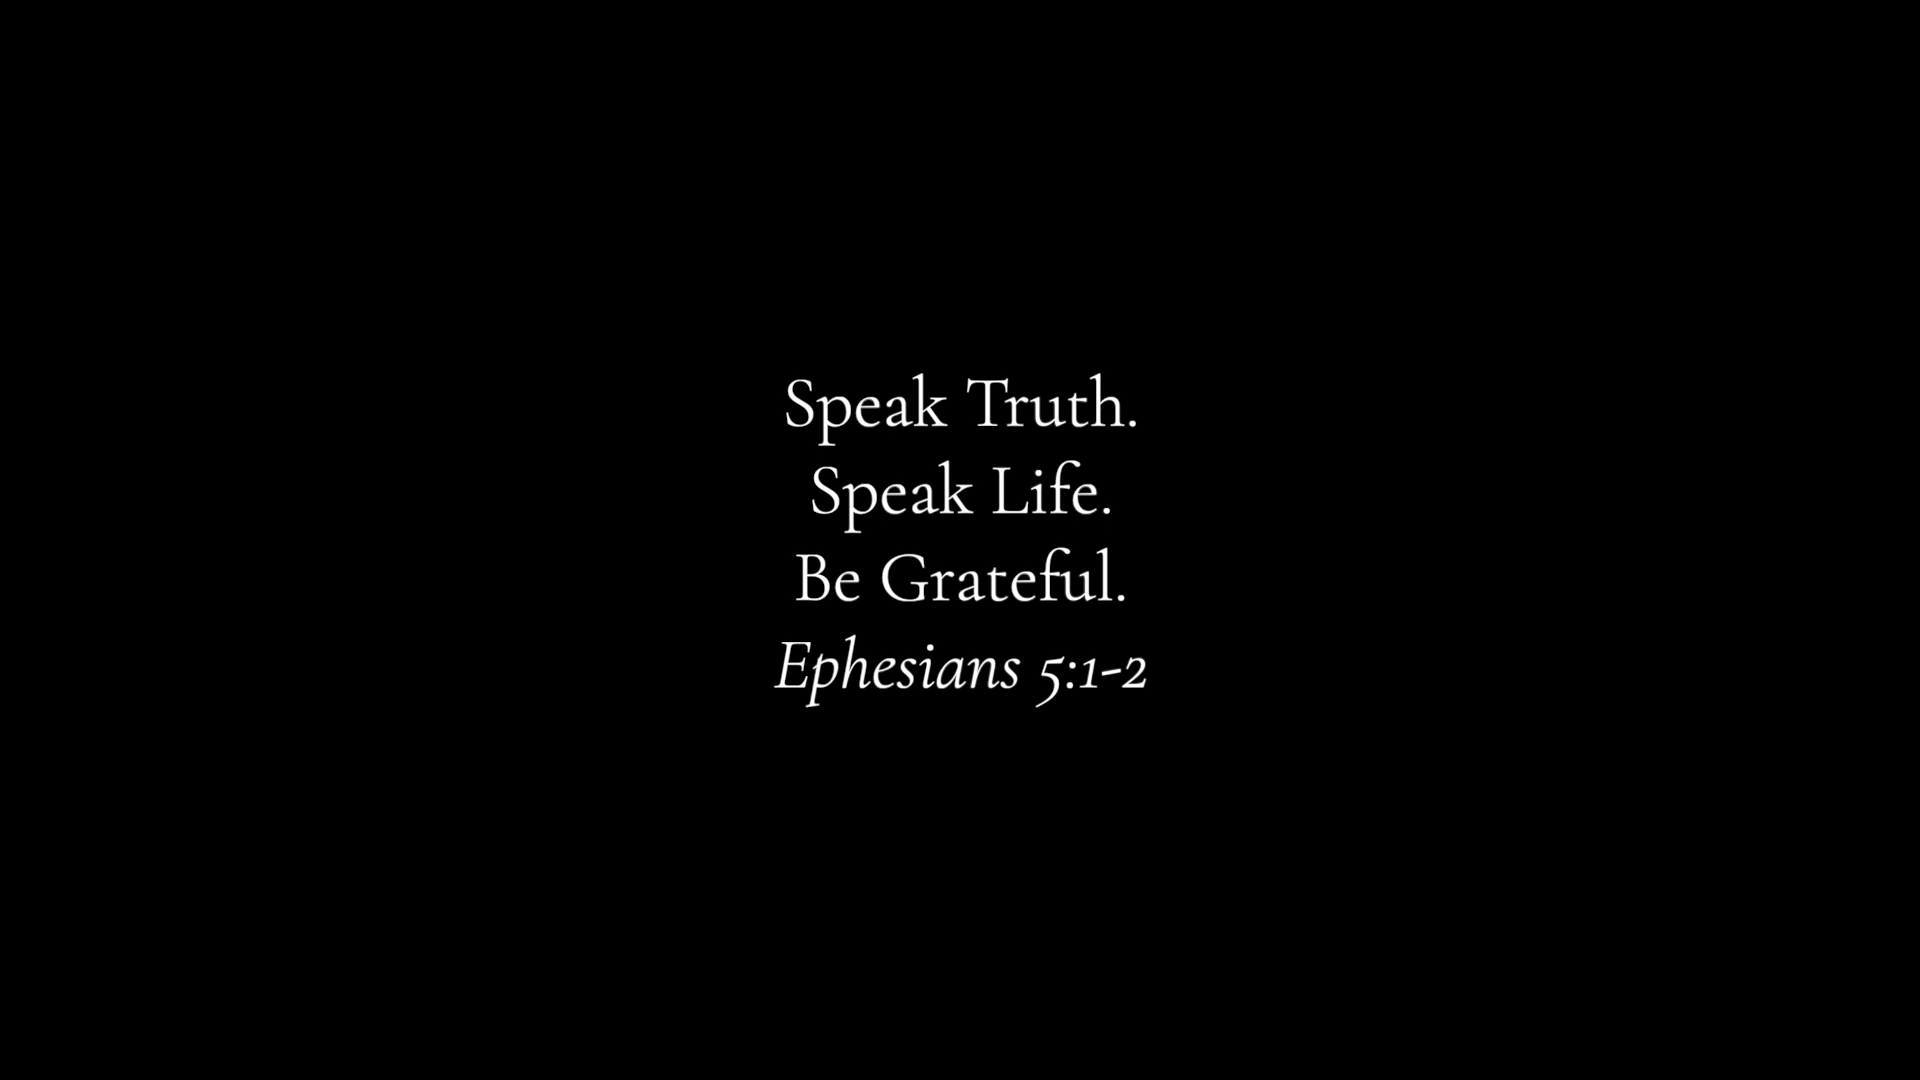 Speak Truth.
Speak Life.
Be Grateful.
Ephesians 5:1-2